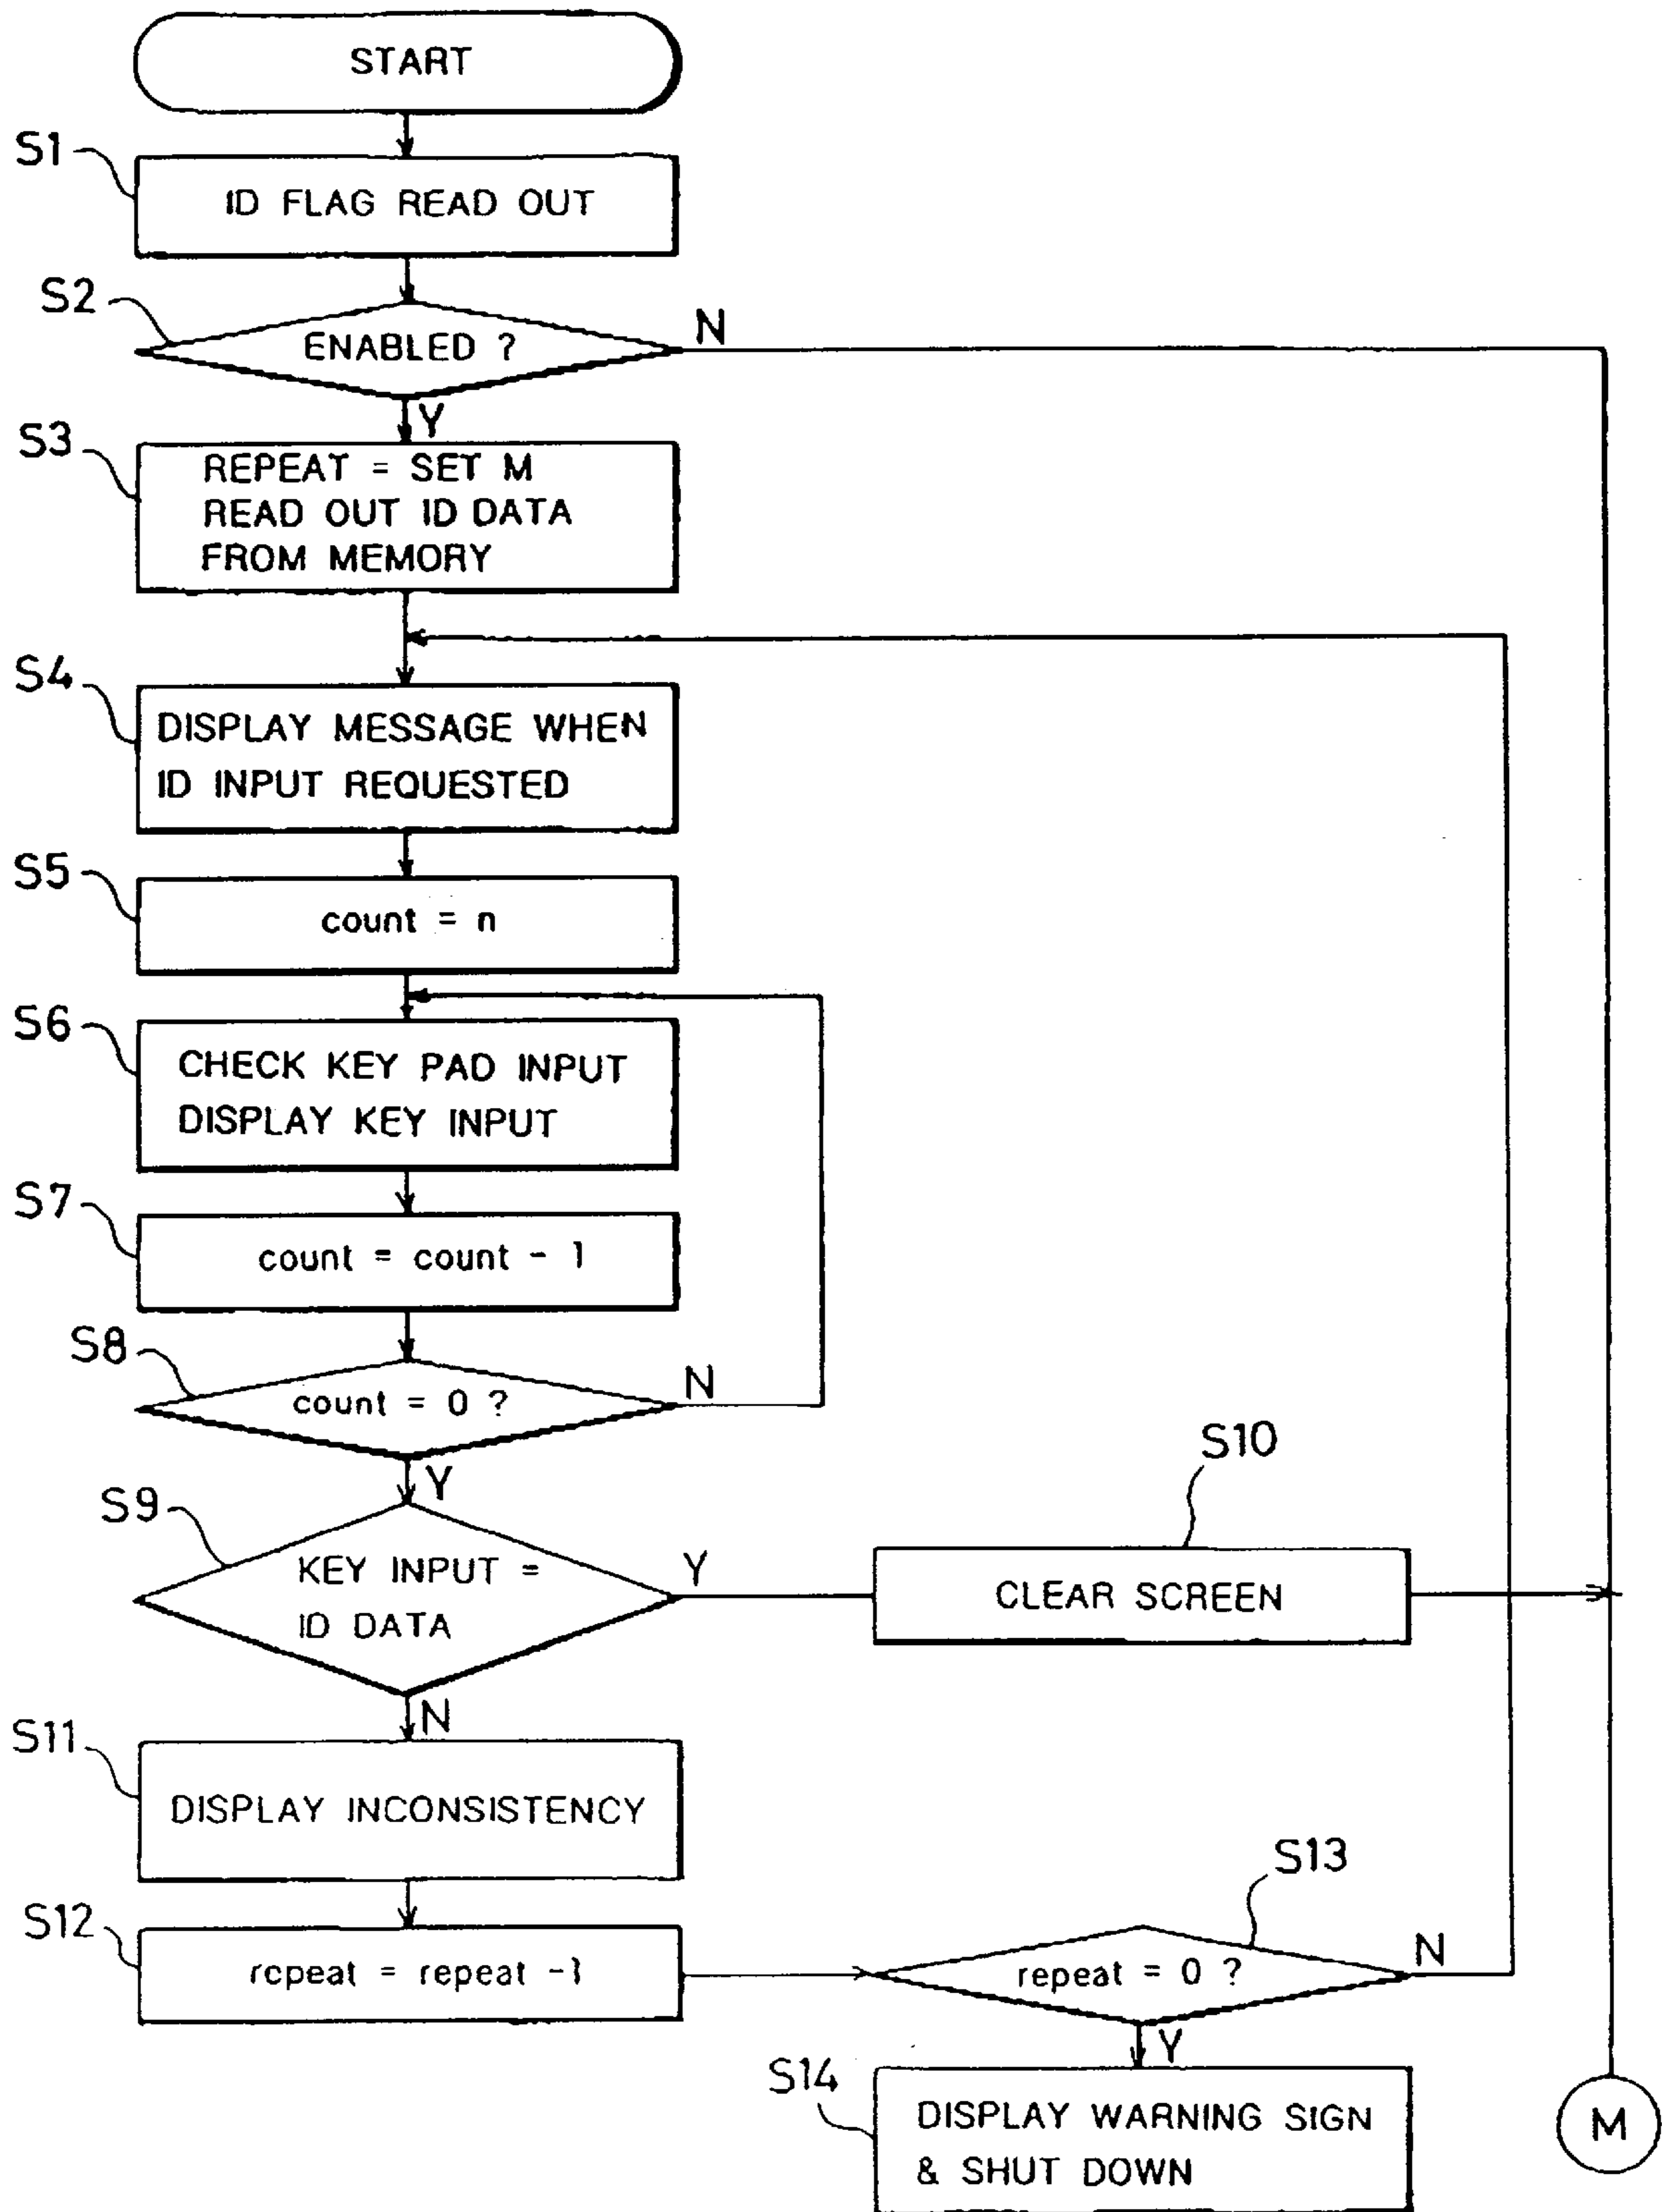 START
S1
ID FLAG READ OUT
S2
ENABLED ?
N
Y
S3
REPEAT = SET M
READ OUT ID DATA
FROM MEMORY
S4
DISPLAY MESSAGE WHEN
ID INPUT REQUESTED
S5
count = n
S6
CHECK KEY PAD INPUT
DISPLAY KEY INPUT
S7
count = count - 1
S8
count = 0 ?
N
Y
S9
KEY INPUT =
ID DATA
Y
S10
CLEAR SCREEN
N
S11
DISPLAY INCONSISTENCY
S12
repeat = repeat -1
S13
repeat = 0 ?
N
Y
S14
DISPLAY WARNING SIGN
& SHUT DOWN
M